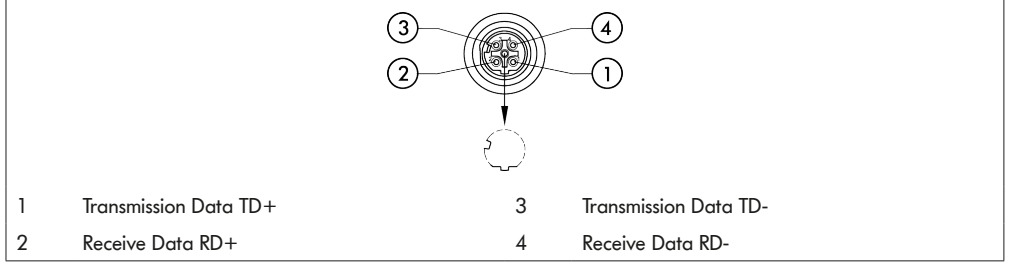 3 4
2 1
1 Transmission Data TD+ 3 Transmission Data TD-
2 Receive Data RD+ 4 Receive Data RD-